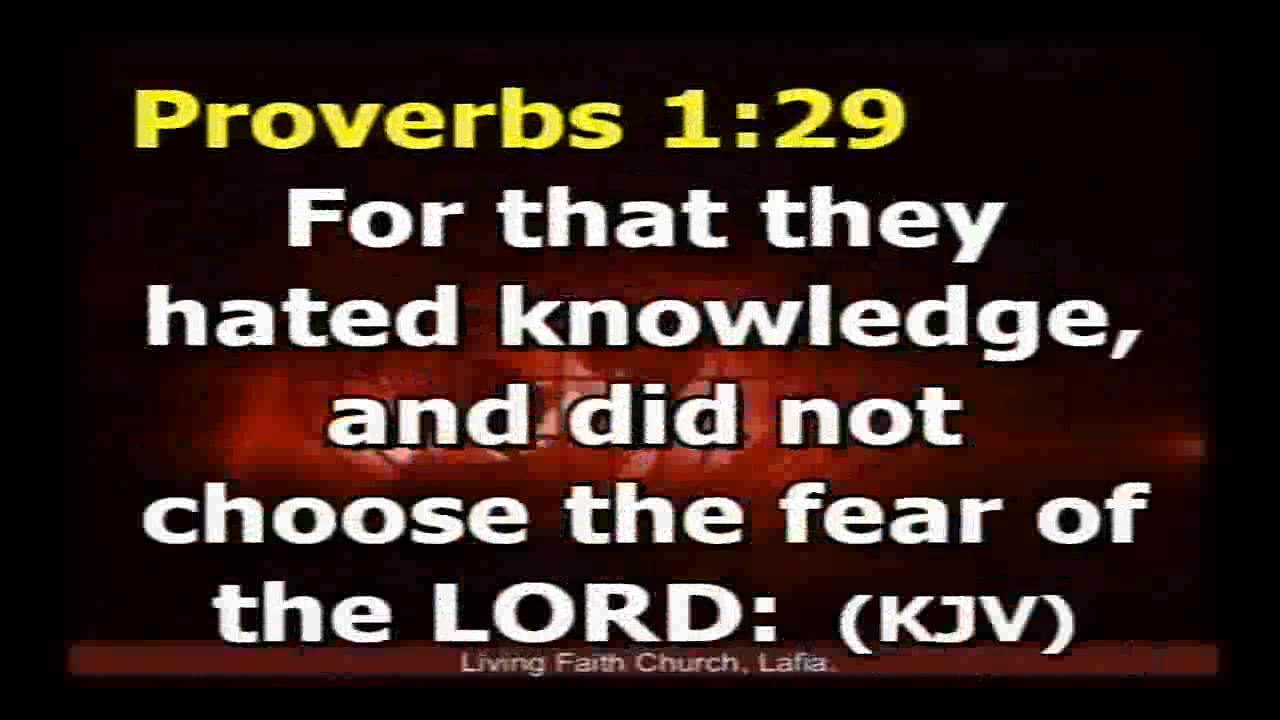 Proverbs 1:29
For that they
hated knowledge,
and did not
choose the fear of
the LORD: (KJV)
Living Faith Church, Lafia.